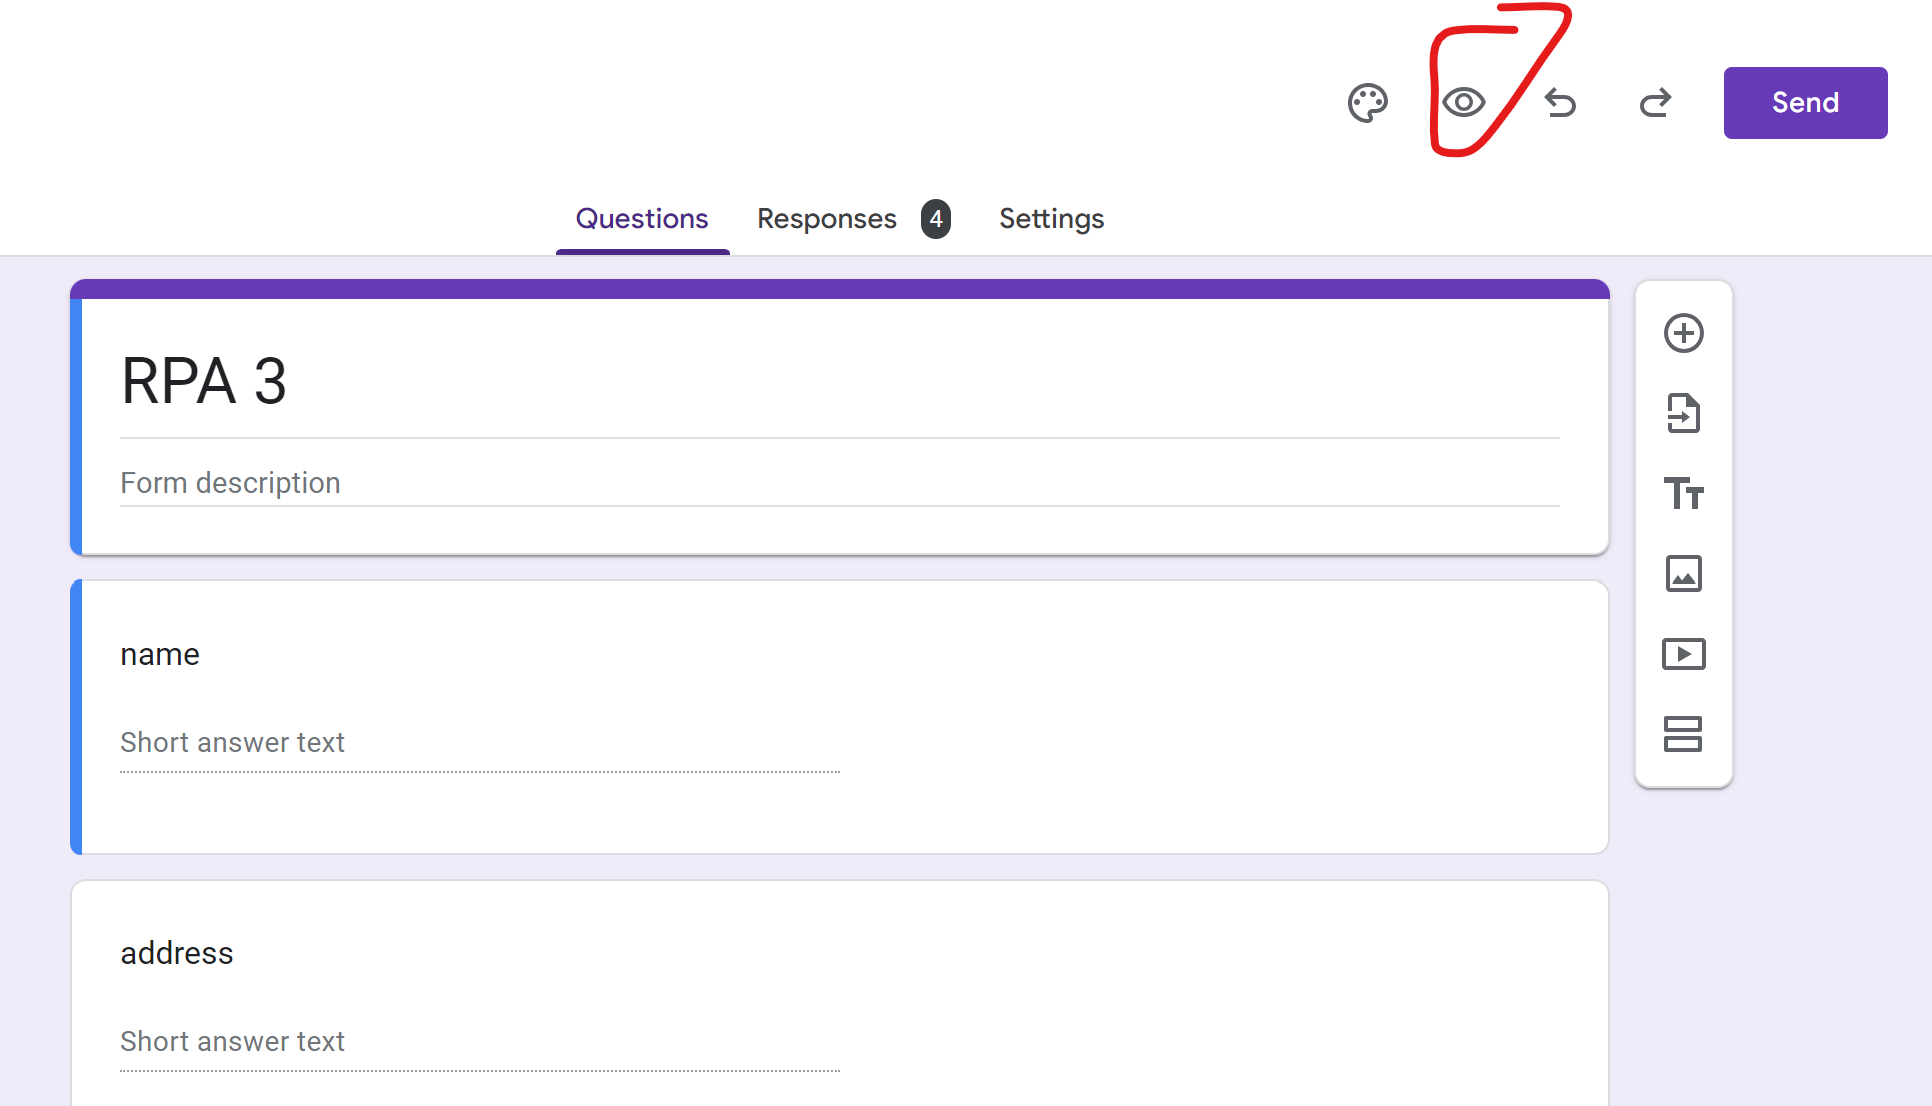 Send
Questions Responses 4 Settings
RPA 3
Form description
name
Short answer text
address
Short answer text